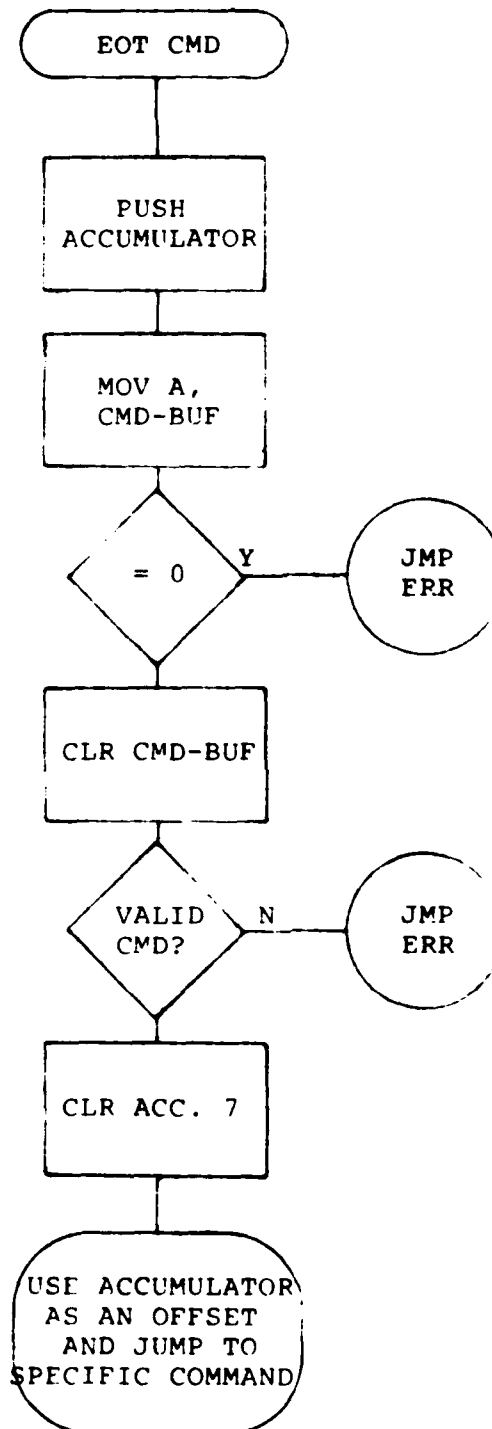 EOT CMD
PUSH
ACCUMULATOR
MOV A,
CMD-BUF
= 0
Y
JMP
ERR
CLR CMD-BUF
VALID
CMD?
N
JMP
ERR
CLR ACC. 7
USE ACCUMULATOR
AS AN OFFSET
AND JUMP TO
SPECIFIC COMMAND